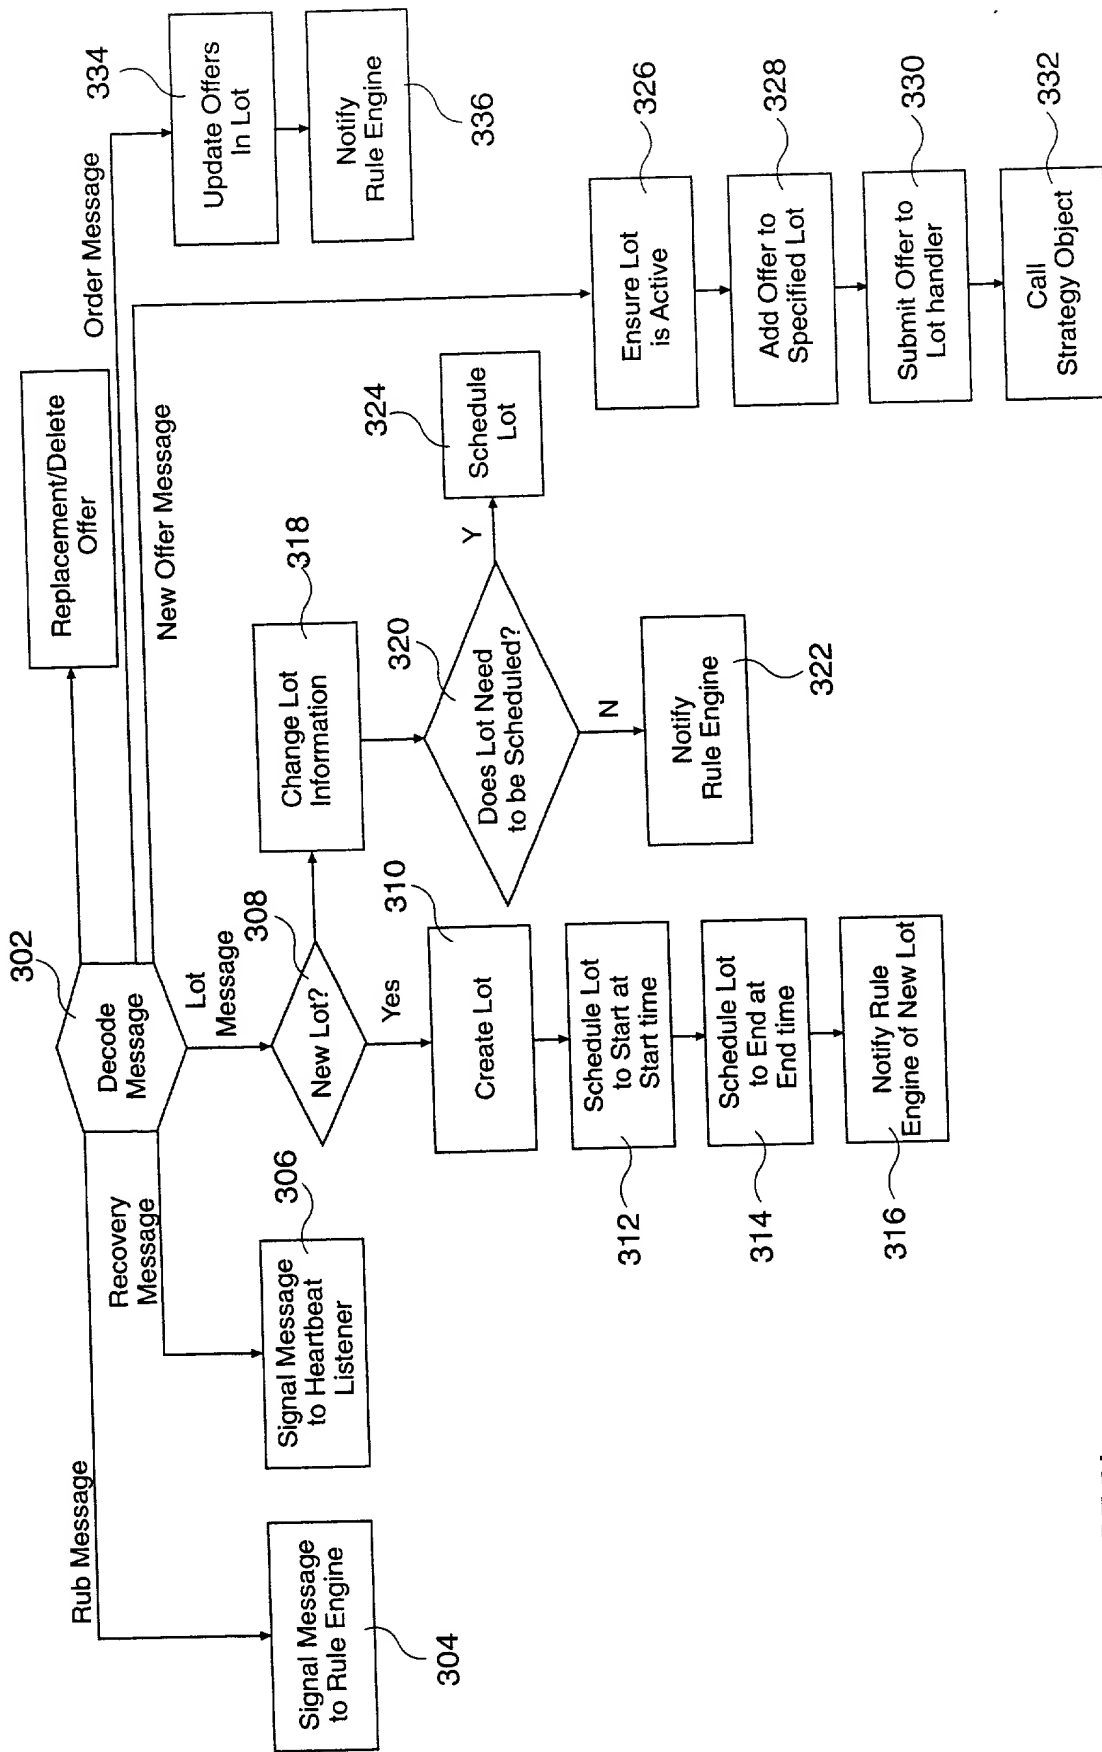 302
Decode
Message
Replacement/Delete
Offer
Order Message
334
Update Offers
In Lot
Notify
Rule Engine
336
New Offer Message
326
Ensure Lot
is Active
328
Add Offer to
Specified Lot
330
Submit Offer to
Lot handler
332
Call
Strategy Object
Lot
Message
308
New Lot?
318
Change Lot
Information
320
Does Lot Need
to be Scheduled?
Y
324
Schedule
Lot
N
Notify
Rule Engine
322
Yes
310
Create Lot
Schedule Lot
to Start at
Start time
312
Schedule Lot
to End at
End time
314
Notify Rule
Engine of New Lot
316
Recovery
Message
306
Signal Message
to Heartbeat
Listener
Rub Message
Signal Message
to Rule Engine
304